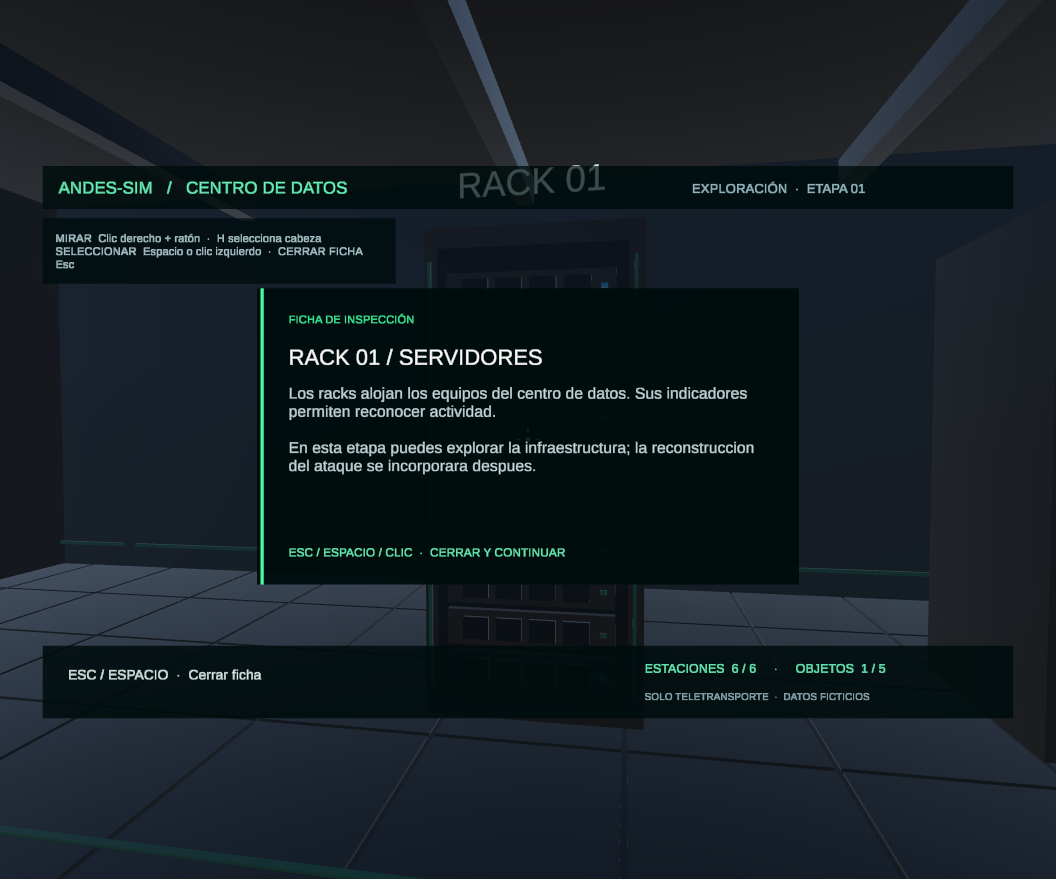 RACK 01
ANDES-SIM / CENTRO DE DATOS
EXPLORACIÓN · ETAPA 01
MIRAR Clic derecho + ratón · H selecciona cabeza
SELECCIONAR Espacio o clic izquierdo · CERRAR FICHA
Esc
FICHA DE INSPECCIÓN
RACK 01 / SERVIDORES
Los racks alojan los equipos del centro de datos. Sus indicadores
permiten reconocer actividad.
En esta etapa puedes explorar la infraestructura; la reconstruccion
del ataque se incorporara despues.
ESC / ESPACIO / CLIC · CERRAR Y CONTINUAR
ESC / ESPACIO · Cerrar ficha
ESTACIONES 6 / 6 · OBJETOS 1 / 5
SOLO TELETRANSPORTE · DATOS FICTICIOS